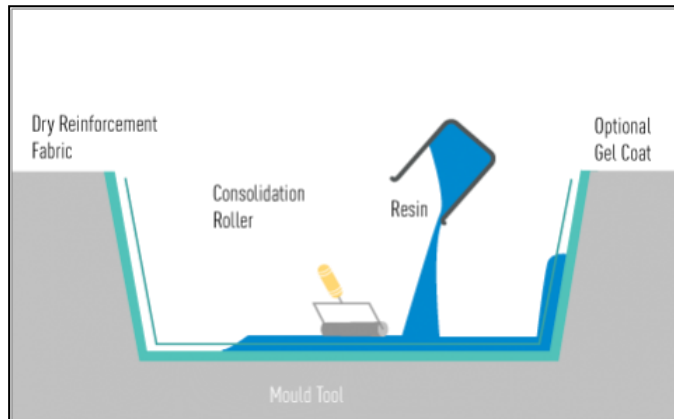 Dry Reinforcement
Fabric
Optional
Gel Coat
Consolidation
Roller
Resin
Mould Tool